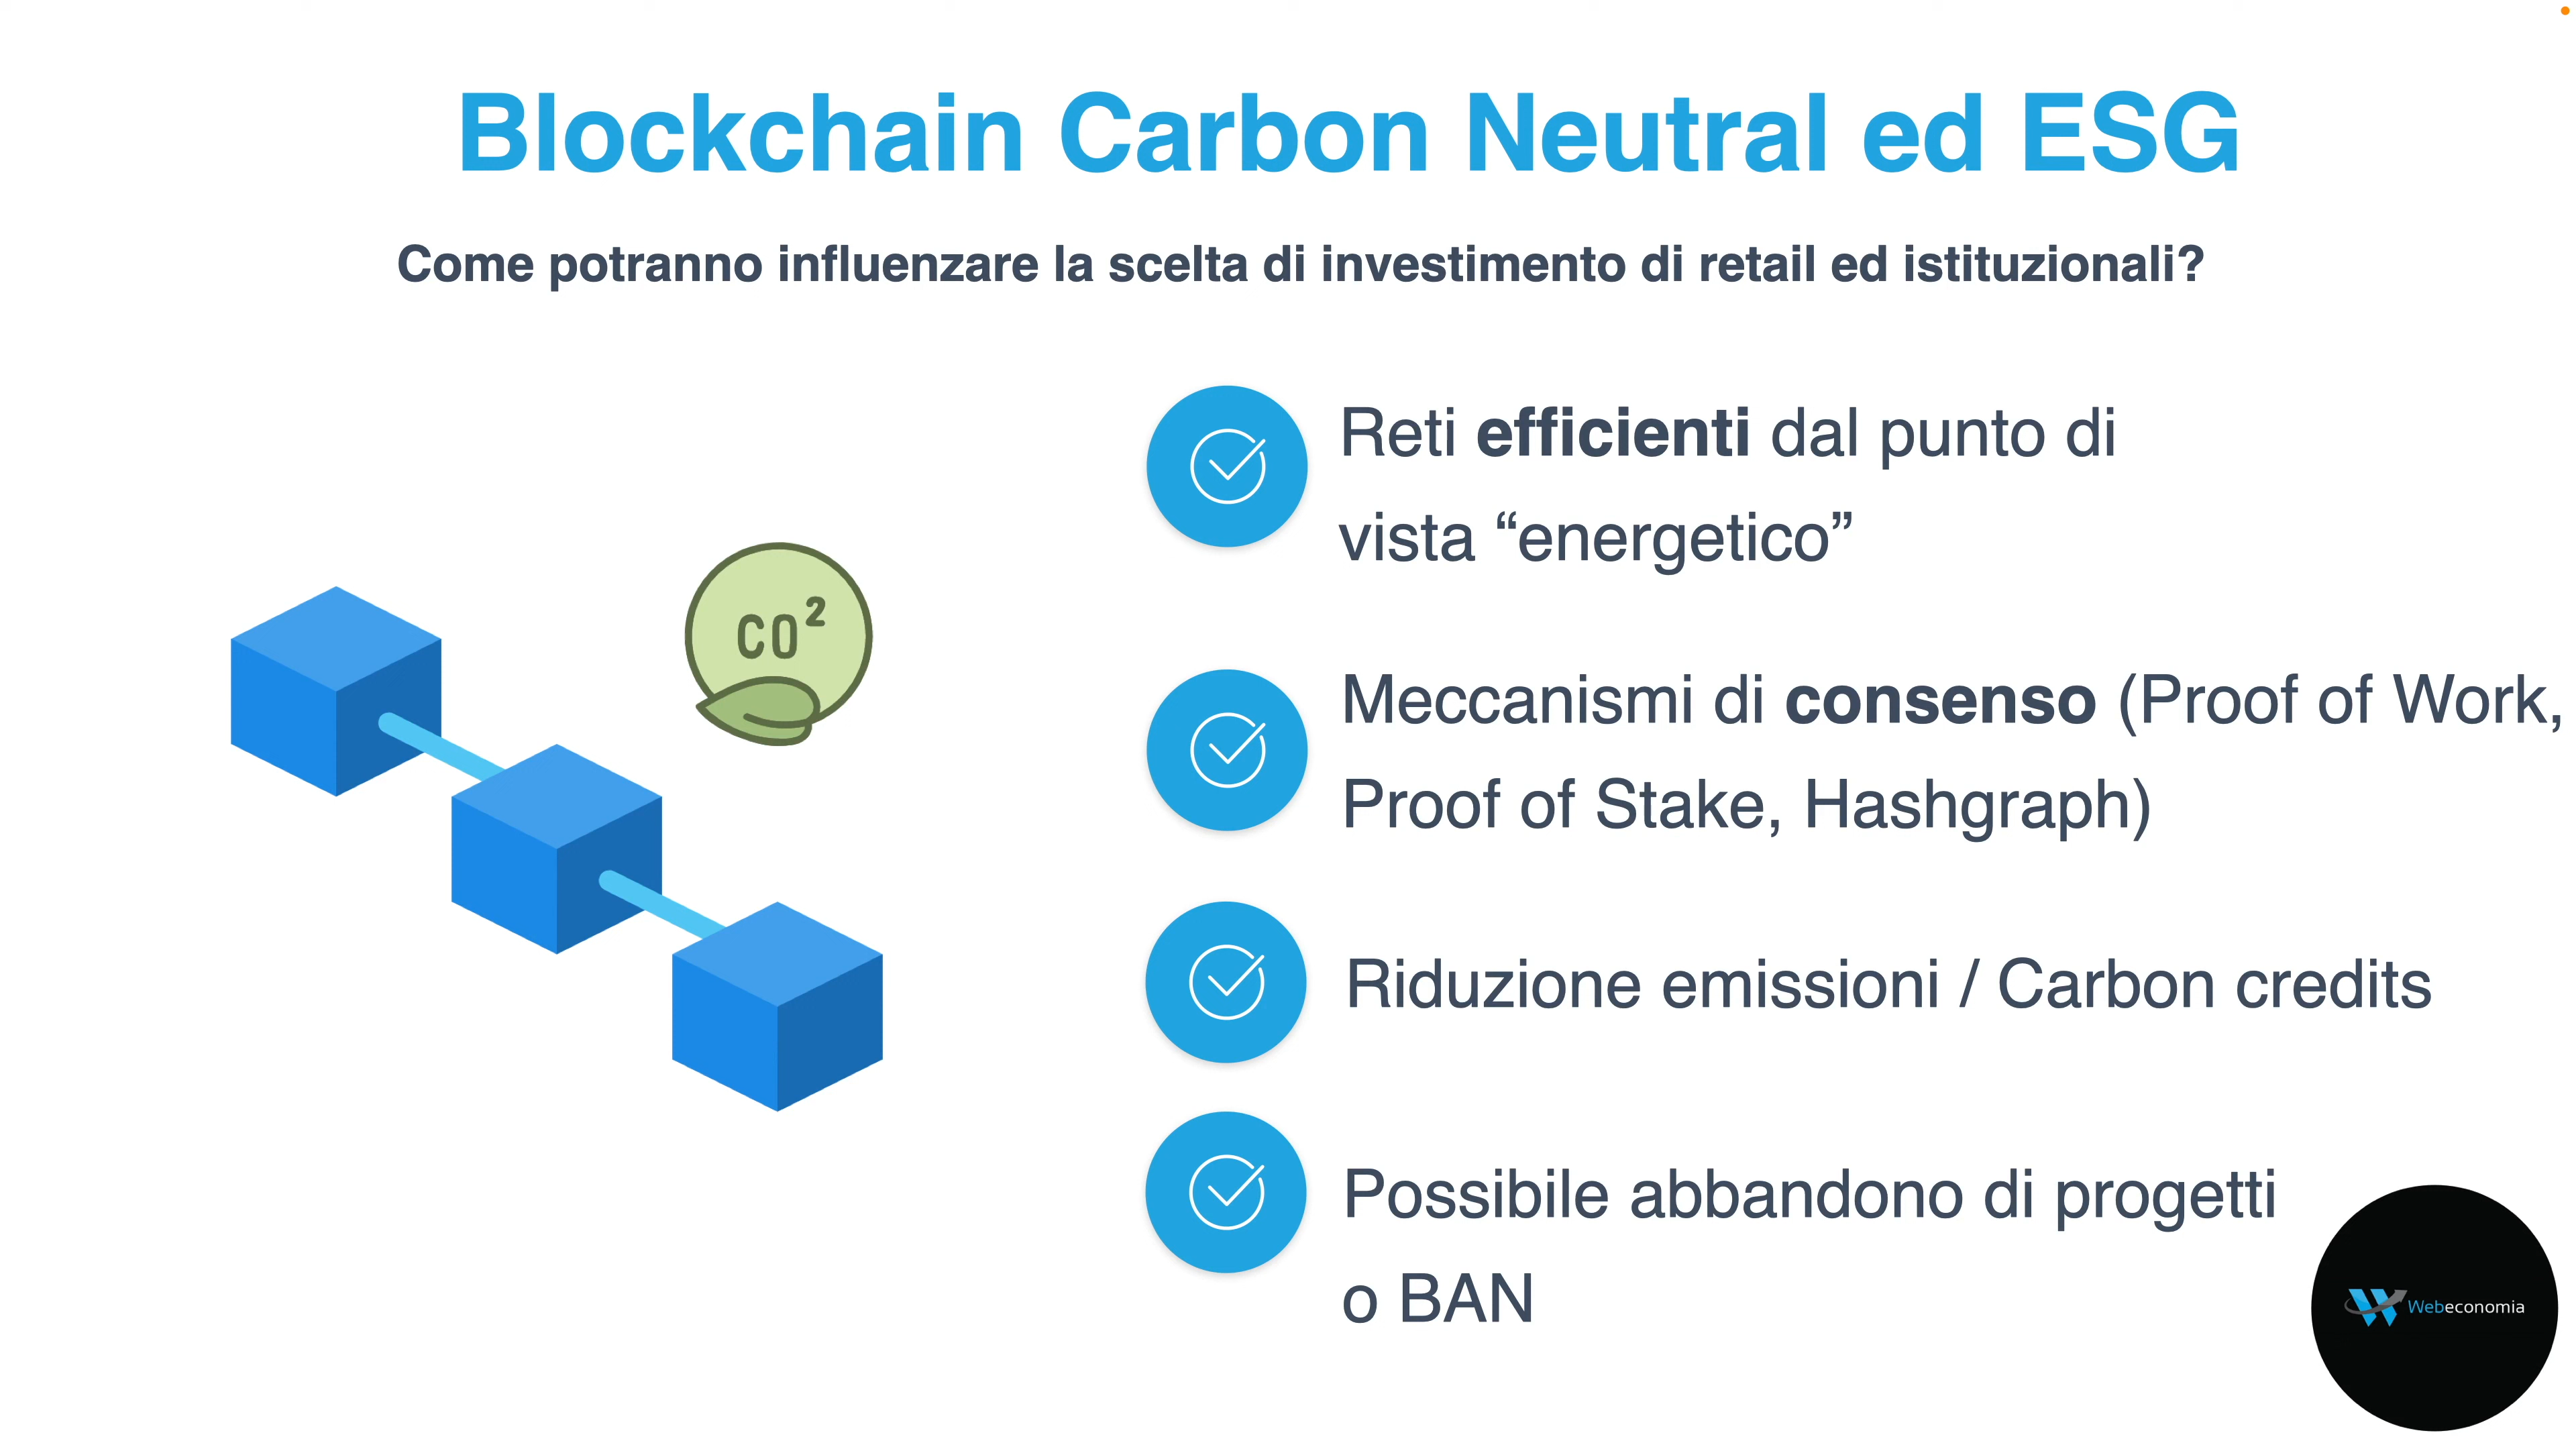 Blockchain Carbon Neutral ed ESG
Come potranno influenzare la scelta di investimento di retail ed istituzionali?
Reti efficienti dal punto di
vista “energetico”
CO²
Meccanismi di consenso (Proof of Work,
Proof of Stake, Hashgraph)
Riduzione emissioni / Carbon credits
Possibile abbandono di progetti
o BAN
Webeconomia